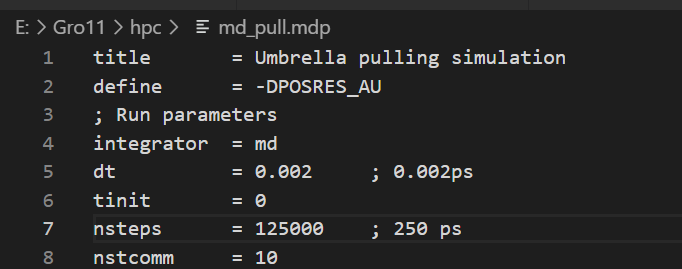 E: > Gro11 > hpc > md_pull.mdp
1 title = Umbrella pulling simulation
2 define = -DPOSRES_AU
3 ; Run parameters
4 integrator = md
5 dt = 0.002 ; 0.002ps
6 tinit = 0
7 nsteps = 125000 ; 250 ps
8 nstcomm = 10